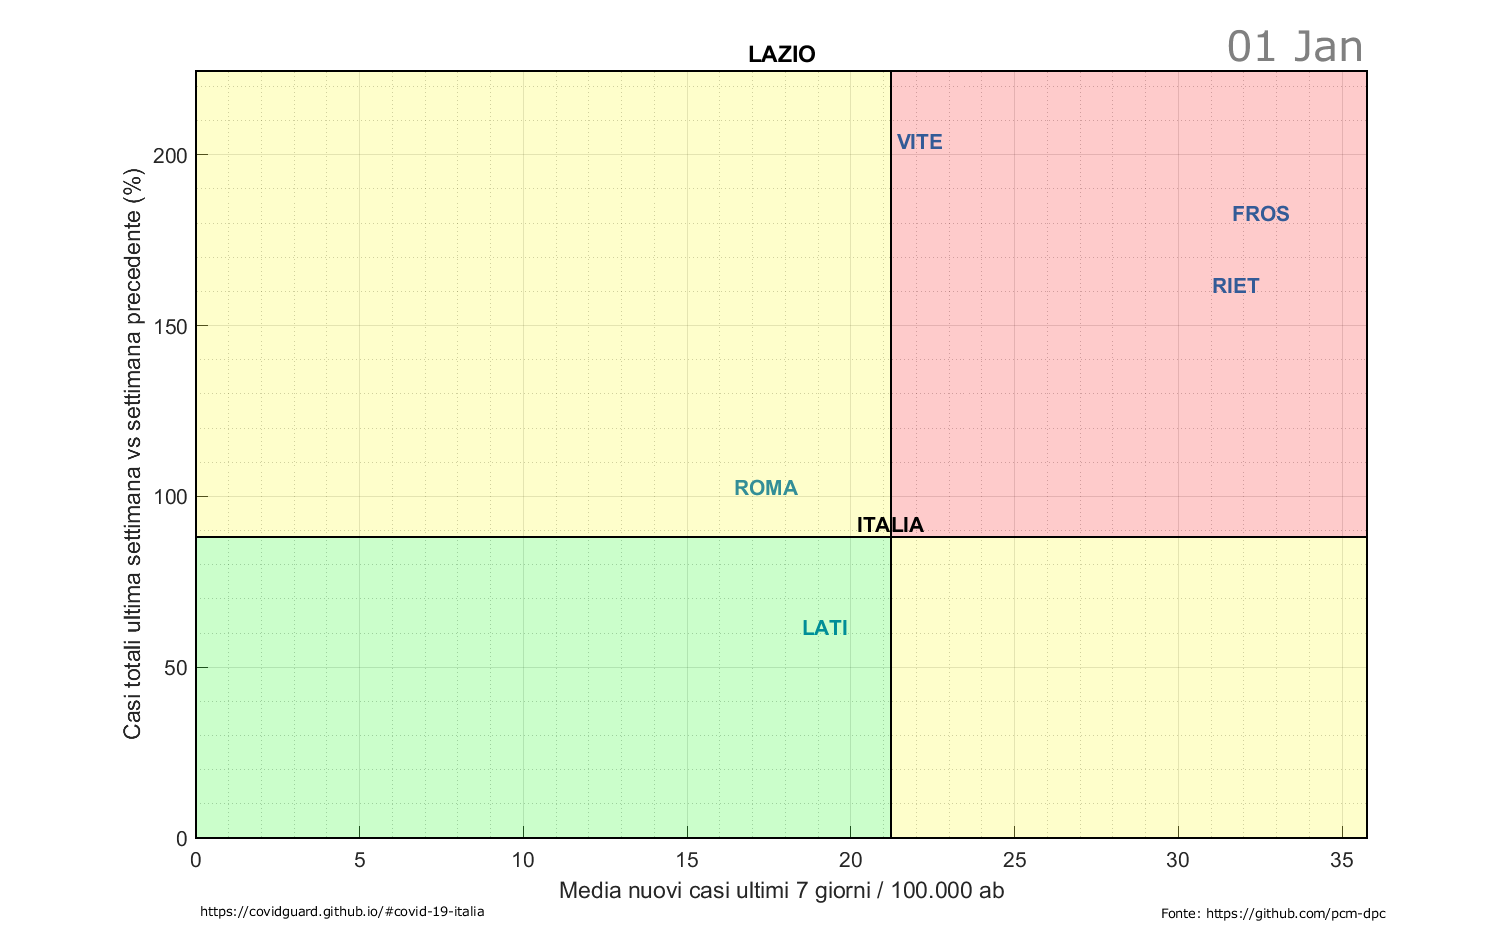 LAZIO
01 Jan
Casi totali ultima settimana vs settimana precedente (%)
200
150
100
50
0
VITE
FROS
RIET
ROMA
ITALIA
LATI
0 5 10 15 20 25 30 35
Media nuovi casi ultimi 7 giorni / 100.000 ab
https://covidguard.github.io/#covid-19-italia
Fonte: https://github.com/pcm-dpc